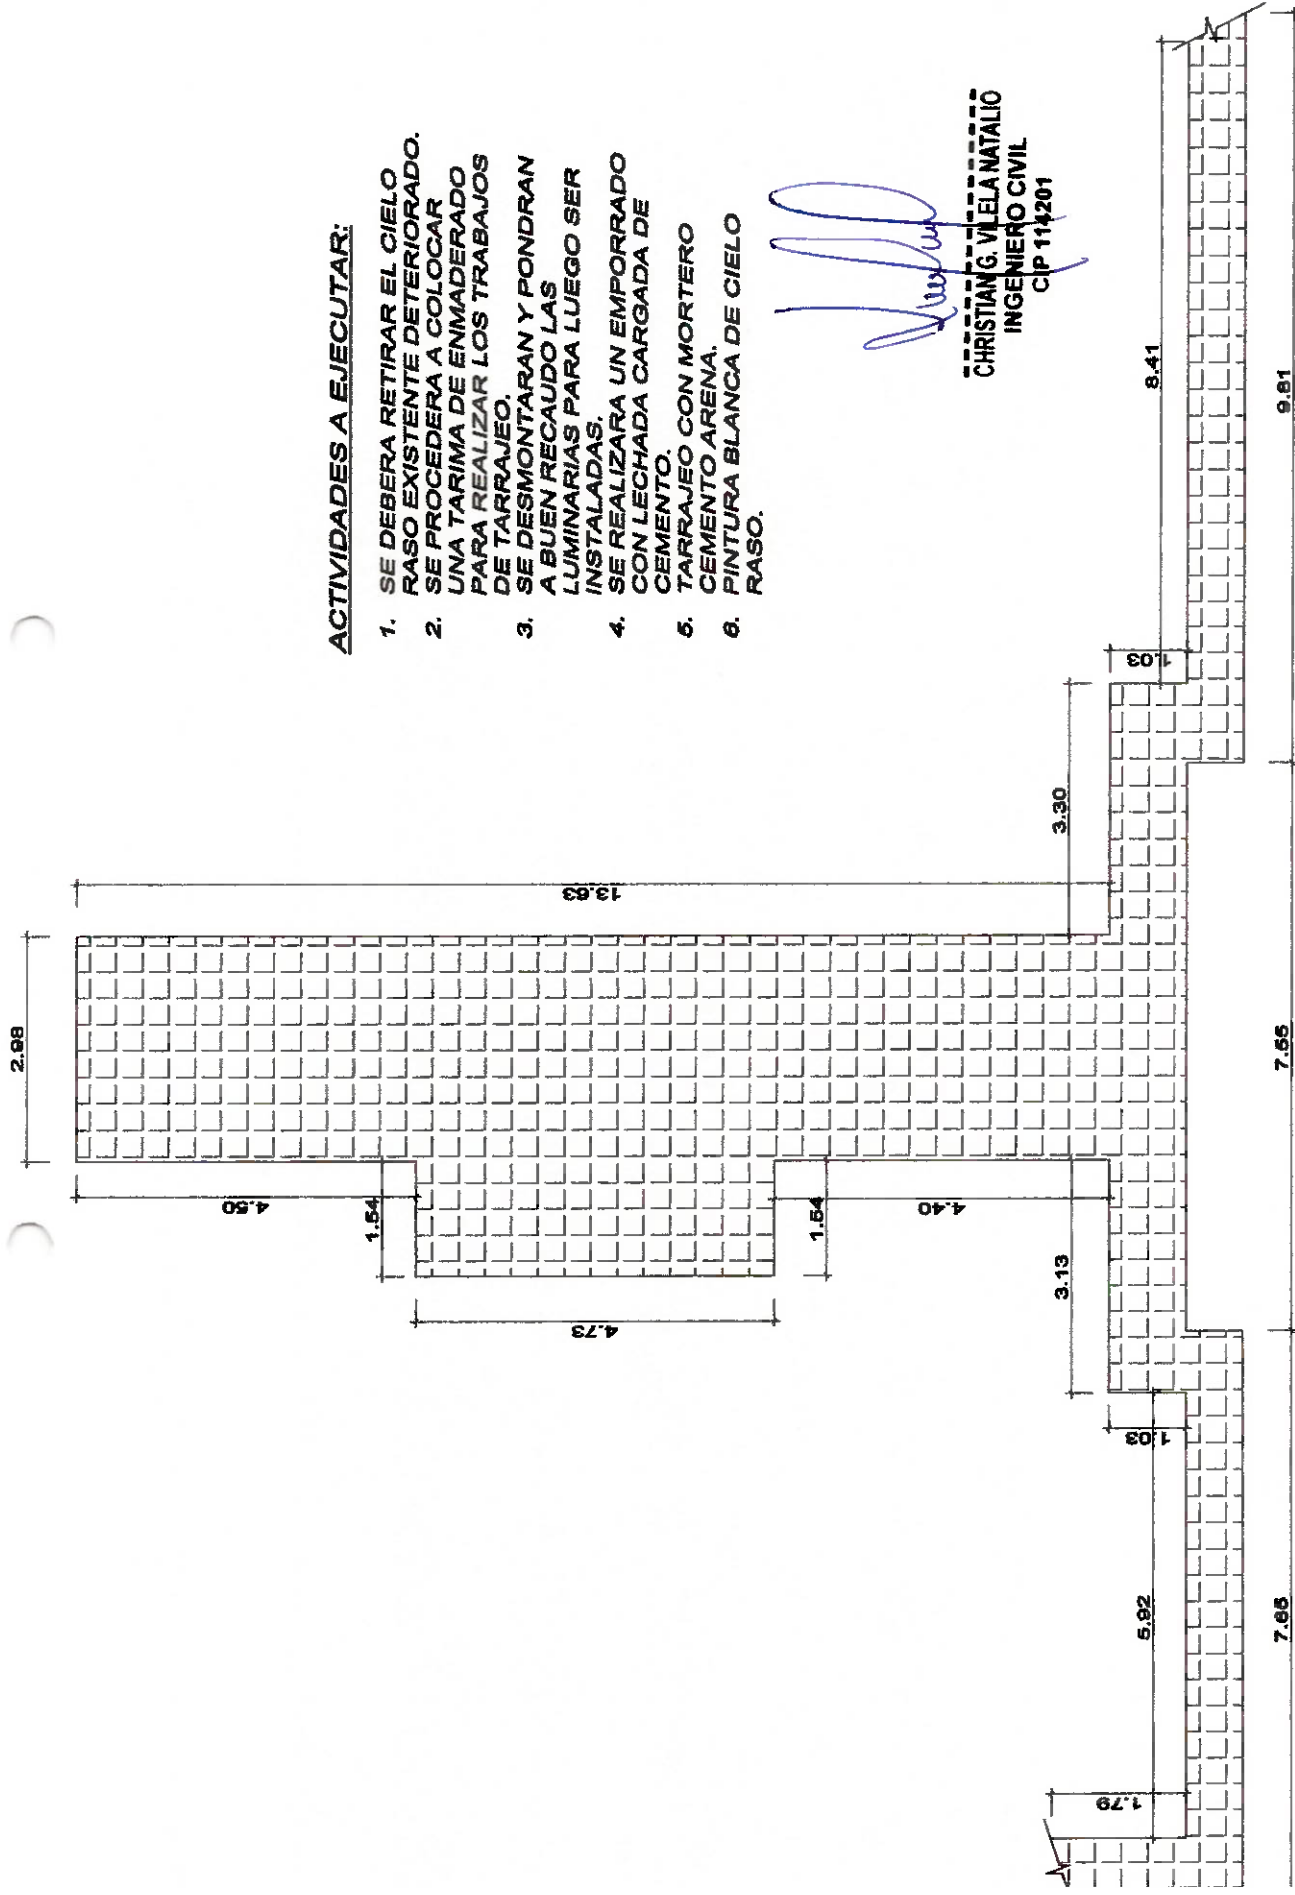 ACTIVIDADES A EJECUTAR:
1. SE DEBERA RETIRAR EL CIELO
RASO EXISTENTE DETERIORADO.
2. SE PROCEDERA A COLOCAR
UNA TARIMA DE ENMADERADO
PARA REALIZAR LOS TRABAJOS
DE TARRAJEO.
3. SE DESMONTARAN Y PONDRAN
A BUEN RECAUDO LAS
LUMINARIAS PARA LUEGO SER
INSTALADAS.
4. SE REALIZARA UN EMPORRADO
CON LECHADA CARGADA DE
CEMENTO.
5. TARRAJEO CON MORTERO
CEMENTO ARENA.
6. PINTURA BLANCA DE CIELO
RASO.
CHRISTIAN G. VILELA NATALIO
INGENIERO CIVIL
CIP 114201
2.98
13.63
4.50
1.54
4.73
1.54
4.40
3.13
3.30
1.03
1.03
8.41
5.92
1.79
7.65
7.55
9.81